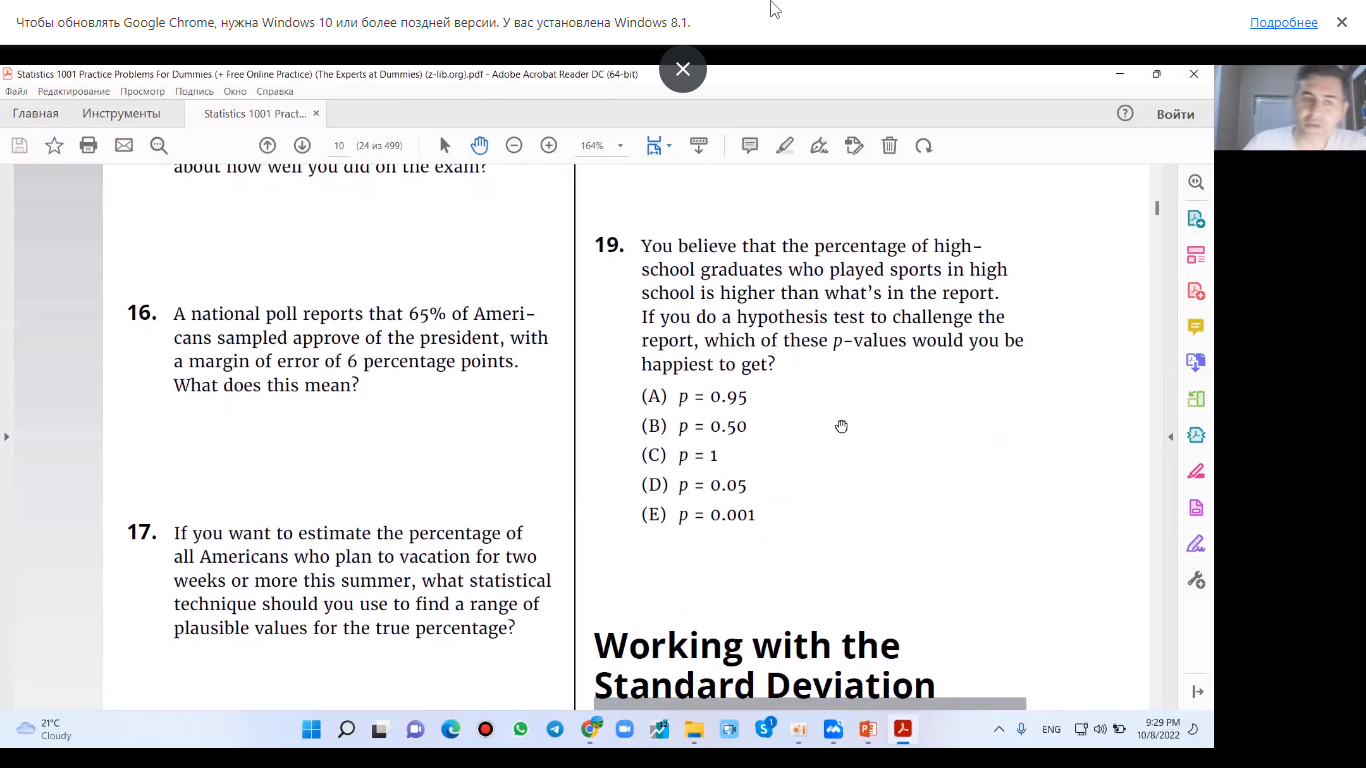 Чтобы обновлять Google Chrome, нужна Windows 10 или более поздней версии. У вас установлена Windows 8.1.
Подробнее
Statistics 1001 Practice Problems For Dummies (+ Free Online Practice) (The Experts at Dummies) (z-lib.org).pdf - Adobe Acrobat Reader DC (64-bit)
Файл Редактирование Просмотр Подпись Окно Справка
Главная Инструменты Statistics 1001 Pract... × Войти
10 (24 из 499) 164%
about how well you did on the exam?
16. A national poll reports that 65% of Ameri-
cans sampled approve of the president, with
a margin of error of 6 percentage points.
What does this mean?
17. If you want to estimate the percentage of
all Americans who plan to vacation for two
weeks or more this summer, what statistical
technique should you use to find a range of
plausible values for the true percentage?
19. You believe that the percentage of high-
school graduates who played sports in high
school is higher than what’s in the report.
If you do a hypothesis test to challenge the
report, which of these p-values would you be
happiest to get?
(A) p = 0.95
(B) p = 0.50
(C) p = 1
(D) p = 0.05
(E) p = 0.001
Working with the
Standard Deviation
21°C
Cloudy
12
1
ENG
9:29 PM
10/8/2022